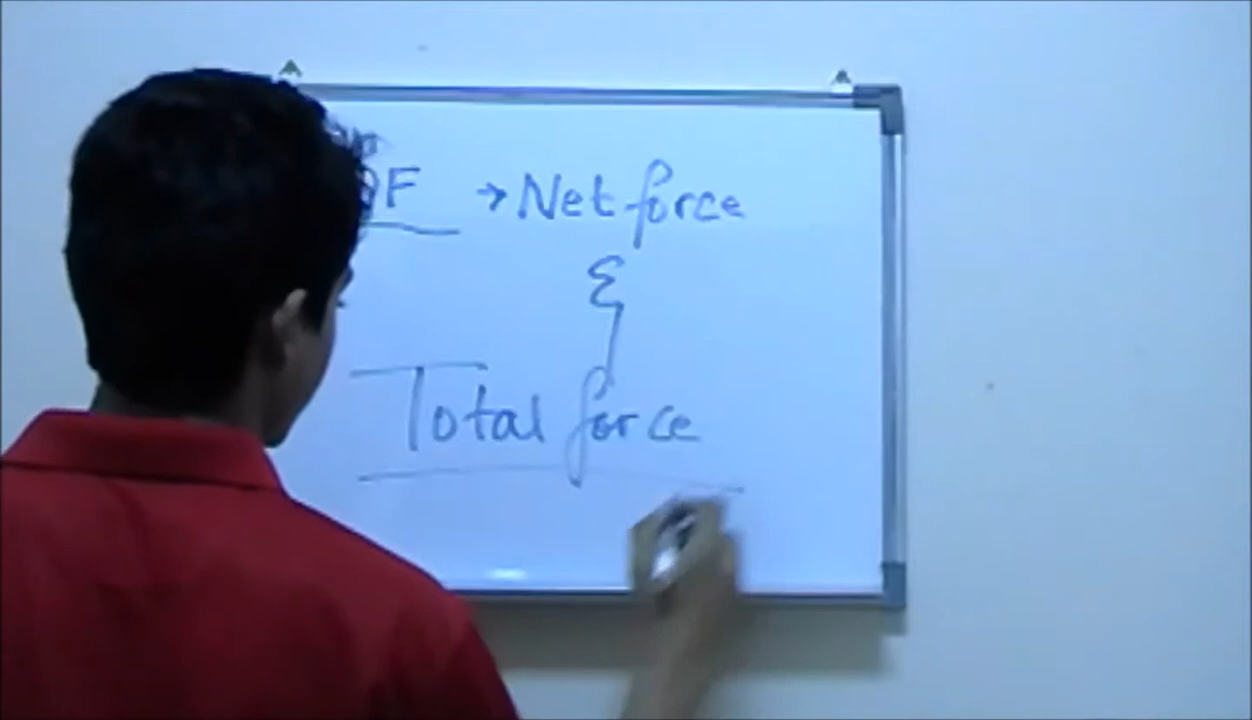 F → Net force
&
Total force